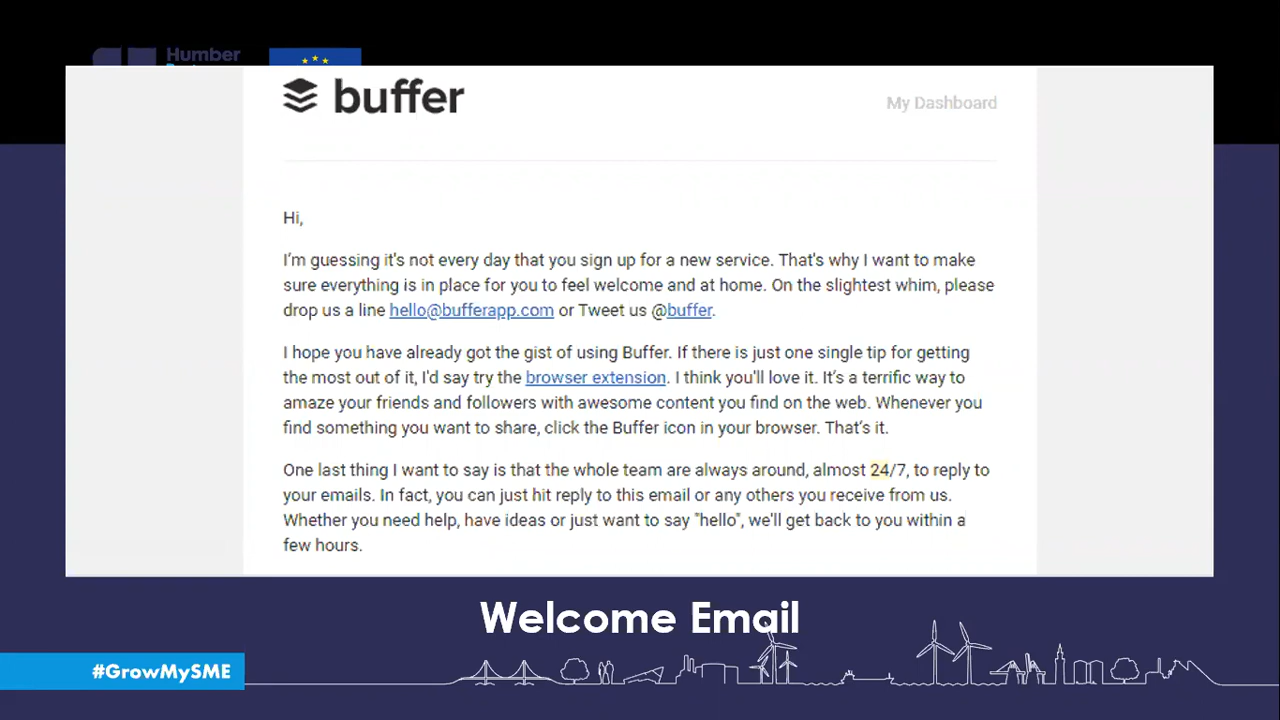 Humber
buffer
My Dashboard
Hi,
I'm guessing it's not every day that you sign up for a new service. That's why I want to make
sure everything is in place for you to feel welcome and at home. On the slightest whim, please
drop us a line hello@bufferapp.com or Tweet us @buffer.
I hope you have already got the gist of using Buffer. If there is just one single tip for getting
the most out of it, I'd say try the browser extension. I think you'll love it. It's a terrific way to
amaze your friends and followers with awesome content you find on the web. Whenever you
find something you want to share, click the Buffer icon in your browser. That's it.
One last thing I want to say is that the whole team are always around, almost 24/7, to reply to
your emails. In fact, you can just hit reply to this email or any others you receive from us.
Whether you need help, have ideas or just want to say "hello", we'll get back to you within a
few hours.
Welcome Email
#GrowMySME